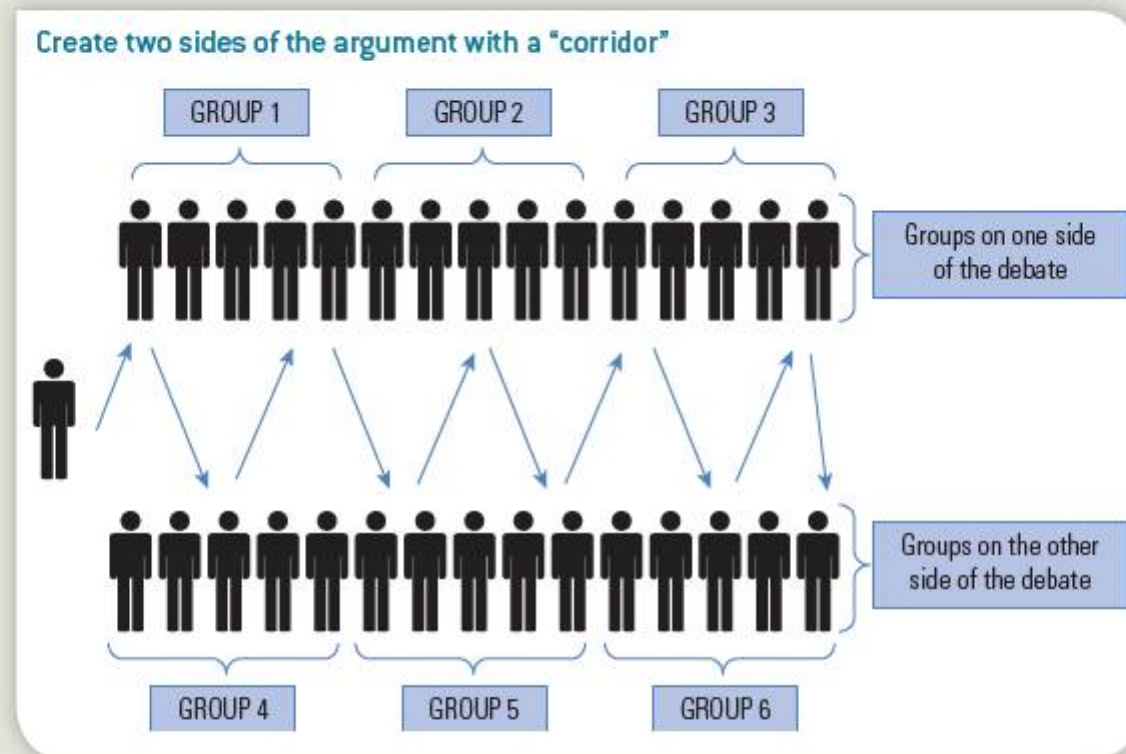 Create two sides of the argument with a “corridor”
GROUP 1
GROUP 2
GROUP 3
Groups on one side
of the debate
Groups on the other
side of the debate
GROUP 4
GROUP 5
GROUP 6